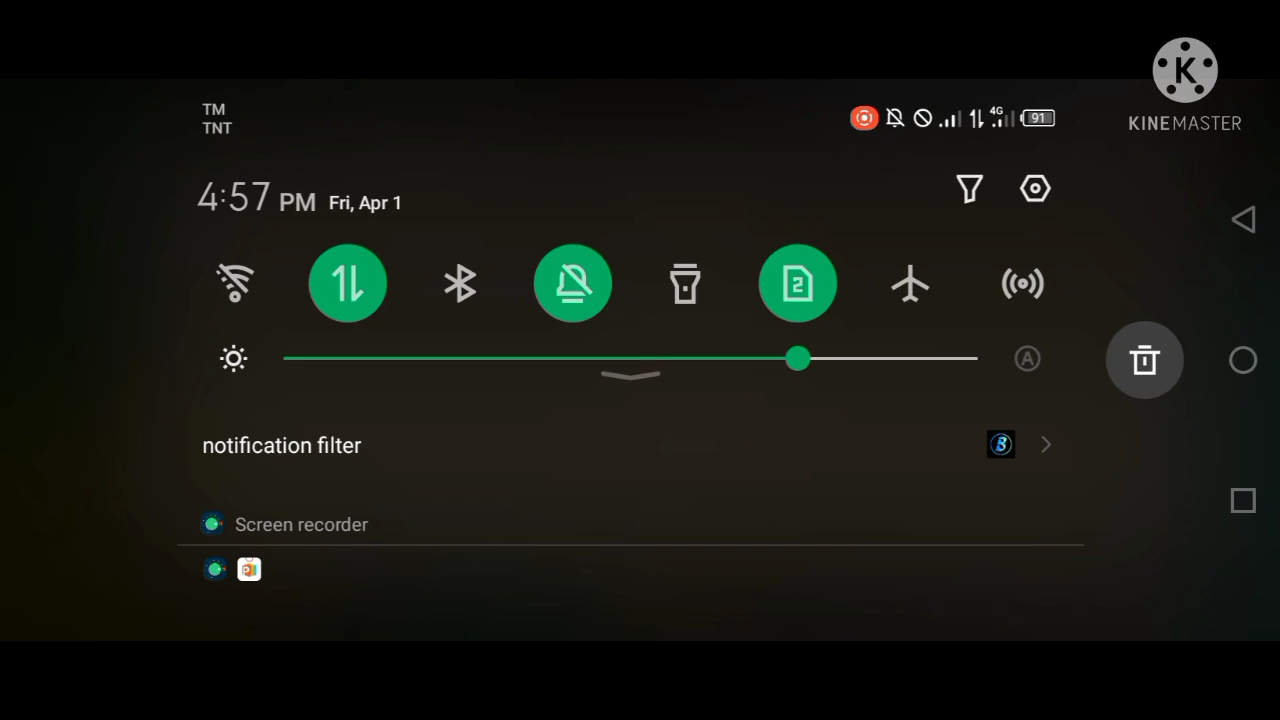 TM
TNT
4G
91
KINEMASTER
4:57 PM Fri, Apr 1
2
A
notification filter
Screen recorder